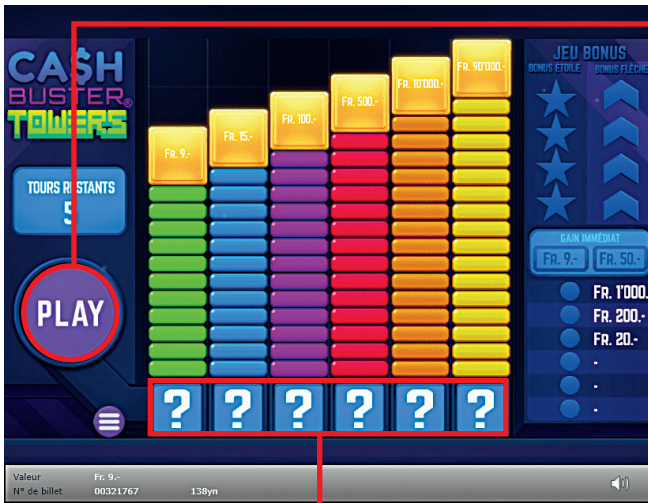 CA$H
BUSTER®
TOWERS
TOURS RESTANTS
5
PLAY
Fr. 9.-
Fr. 15.-
Fr. 100.-
Fr. 500.-
Fr. 10'000.-
Fr. 90'000.-
? ? ? ? ? ?
JEU BONUS
BONUS ETOILE BONUS FLÈCHE
GAIN IMMÉDIAT
Fr. 9.- Fr. 50.-
Fr. 1'000.
Fr. 200.-
Fr. 20.-
-
-
-
Valeur Fr. 9.-
N° de billet 00321767 138yn